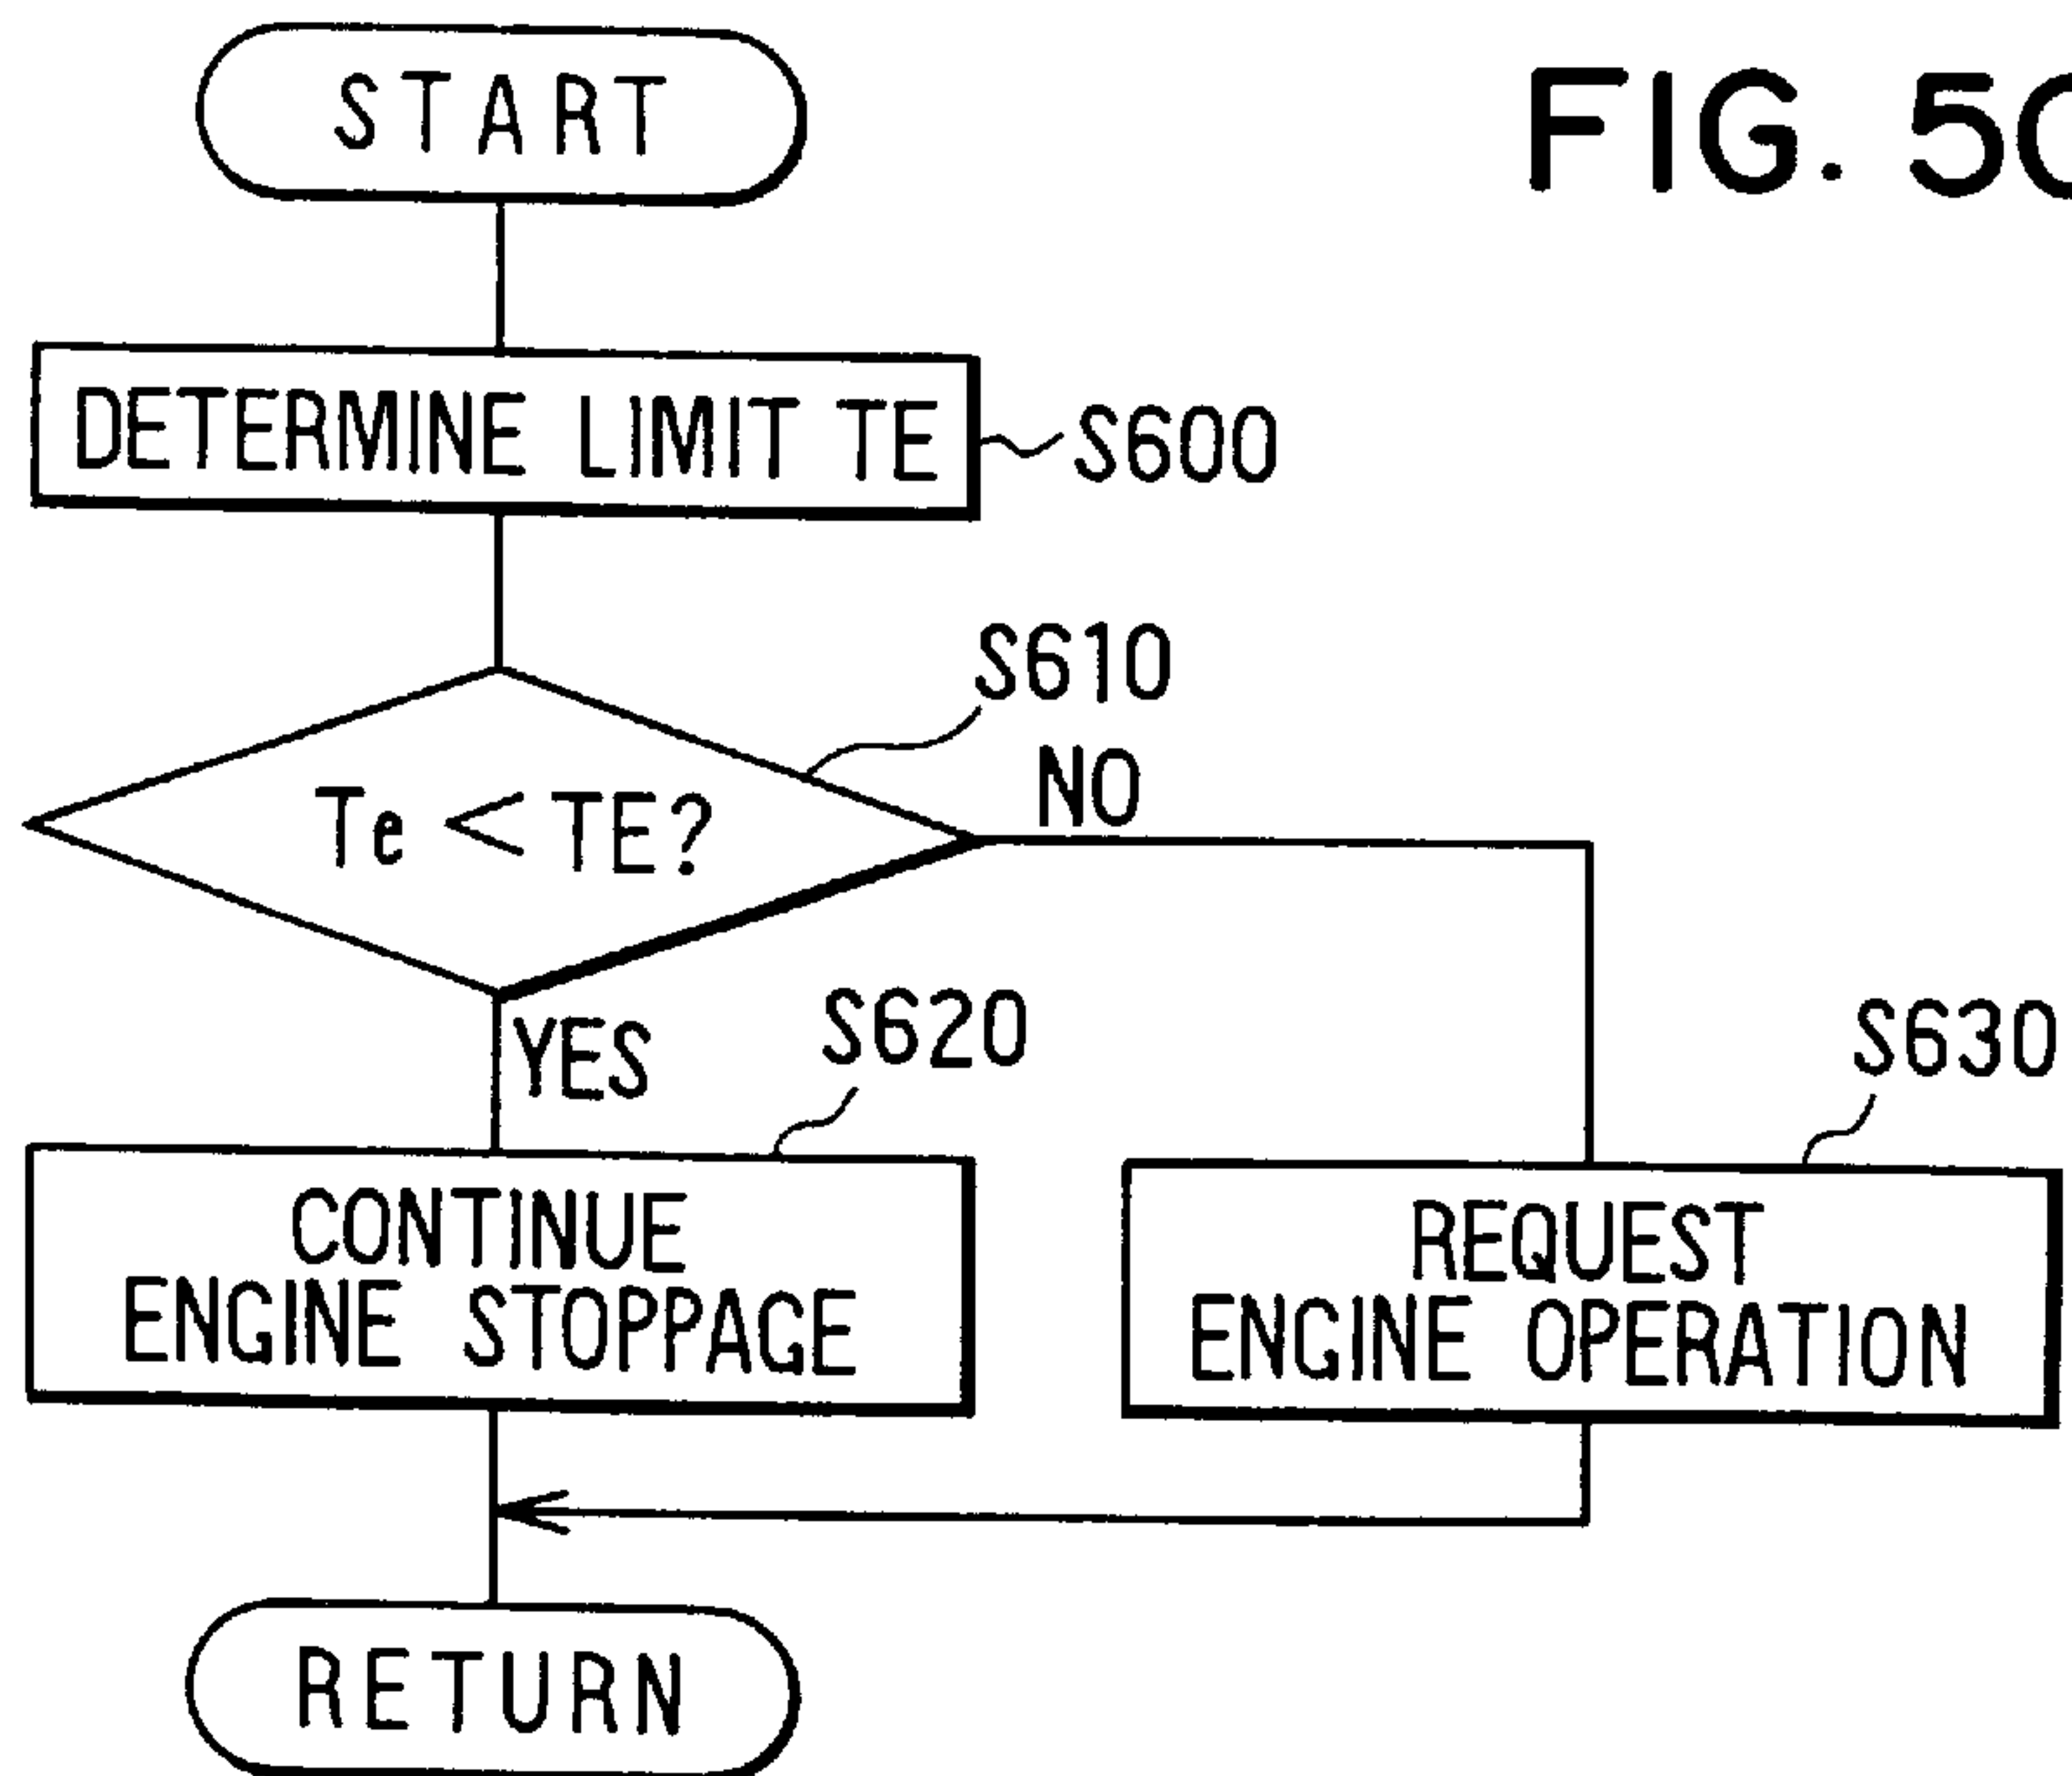 START
FIG. 5
DETERMINE LIMIT TE
S600
S610
NO
Te < TE?
YES
S620
S630
CONTINUE
ENGINE STOPPAGE
REQUEST
ENGINE OPERATION
RETURN